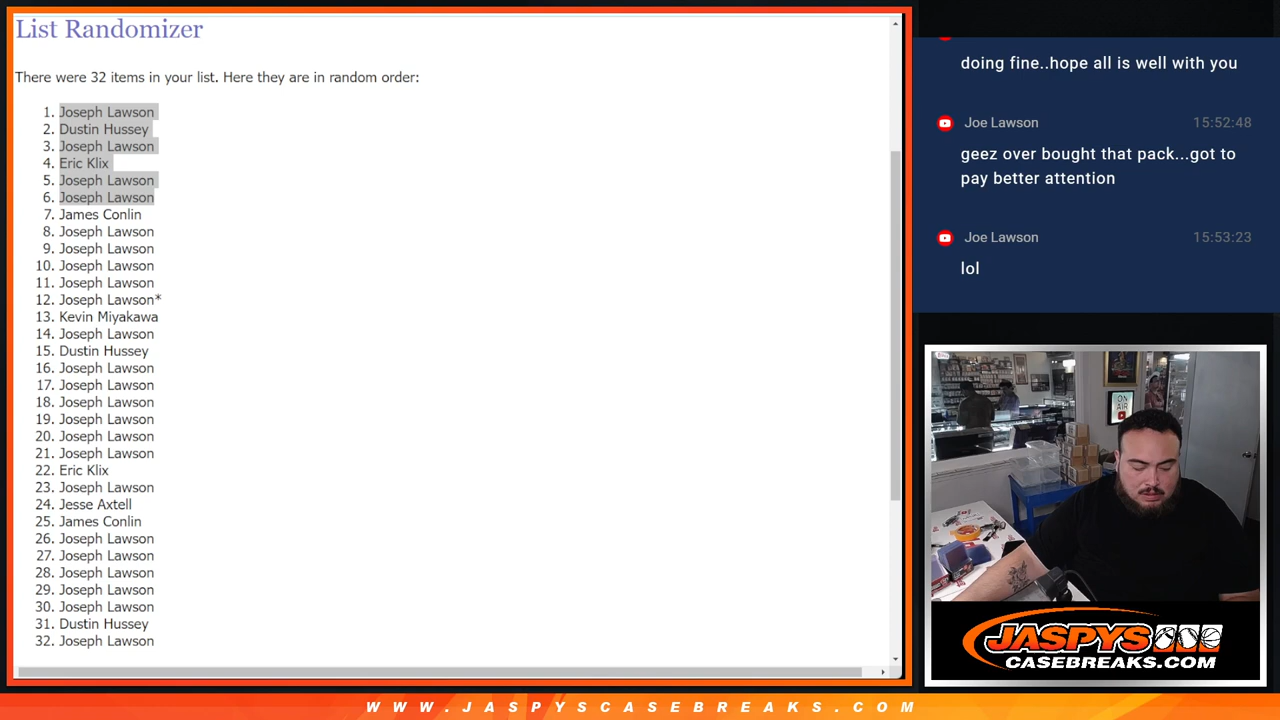 List Randomizer
There were 32 items in your list. Here they are in random order:
1. Joseph Lawson
2. Dustin Hussey
3. Joseph Lawson
4. Eric Klix
5. Joseph Lawson
6. Joseph Lawson
7. James Conlin
8. Joseph Lawson
9. Joseph Lawson
10. Joseph Lawson
11. Joseph Lawson
12. Joseph Lawson*
13. Kevin Miyakawa
14. Joseph Lawson
15. Dustin Hussey
16. Joseph Lawson
17. Joseph Lawson
18. Joseph Lawson
19. Joseph Lawson
20. Joseph Lawson
21. Joseph Lawson
22. Eric Klix
23. Joseph Lawson
24. Jesse Axtell
25. James Conlin
26. Joseph Lawson
27. Joseph Lawson
28. Joseph Lawson
29. Joseph Lawson
30. Joseph Lawson
31. Dustin Hussey
32. Joseph Lawson
doing fine..hope all is well with you
Joe Lawson 15:52:48
geez over bought that pack...got to
pay better attention
Joe Lawson 15:53:23
lol
ON
AIR
JASPYS
CASEBREAKS.COM
WWW.JASPYSCASEBREAKS.COM